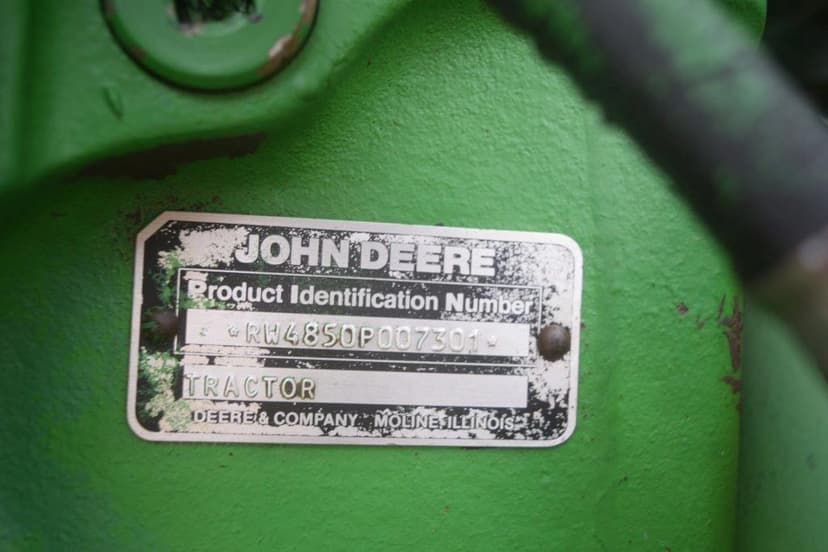 JOHN DEERE
Product Identification Number
*RW4850P007301*
TRACTOR
DEERE & COMPANY MOLINE, ILLINOIS